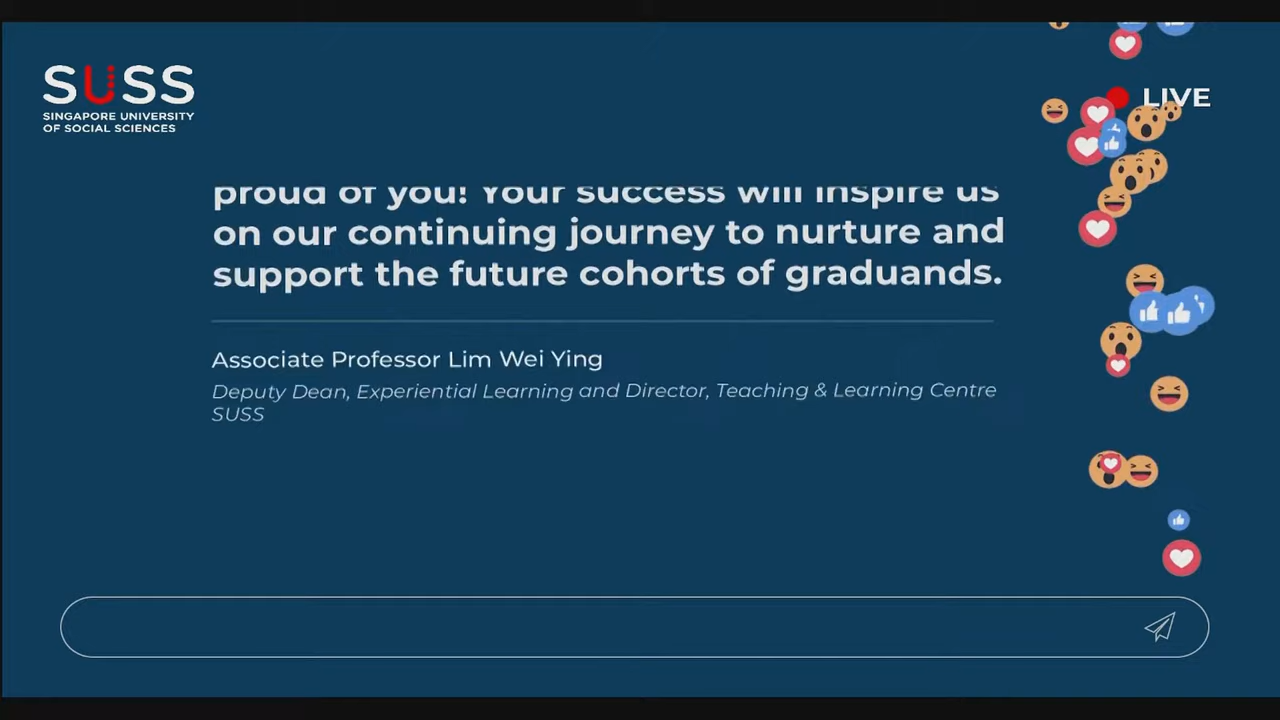 SUSS
SINGAPORE UNIVERSITY
OF SOCIAL SCIENCES
LIVE
proud of you! Your success will inspire us
on our continuing journey to nurture and
support the future cohorts of graduands.
Associate Professor Lim Wei Ying
Deputy Dean, Experiential Learning and Director, Teaching & Learning Centre
SUSS